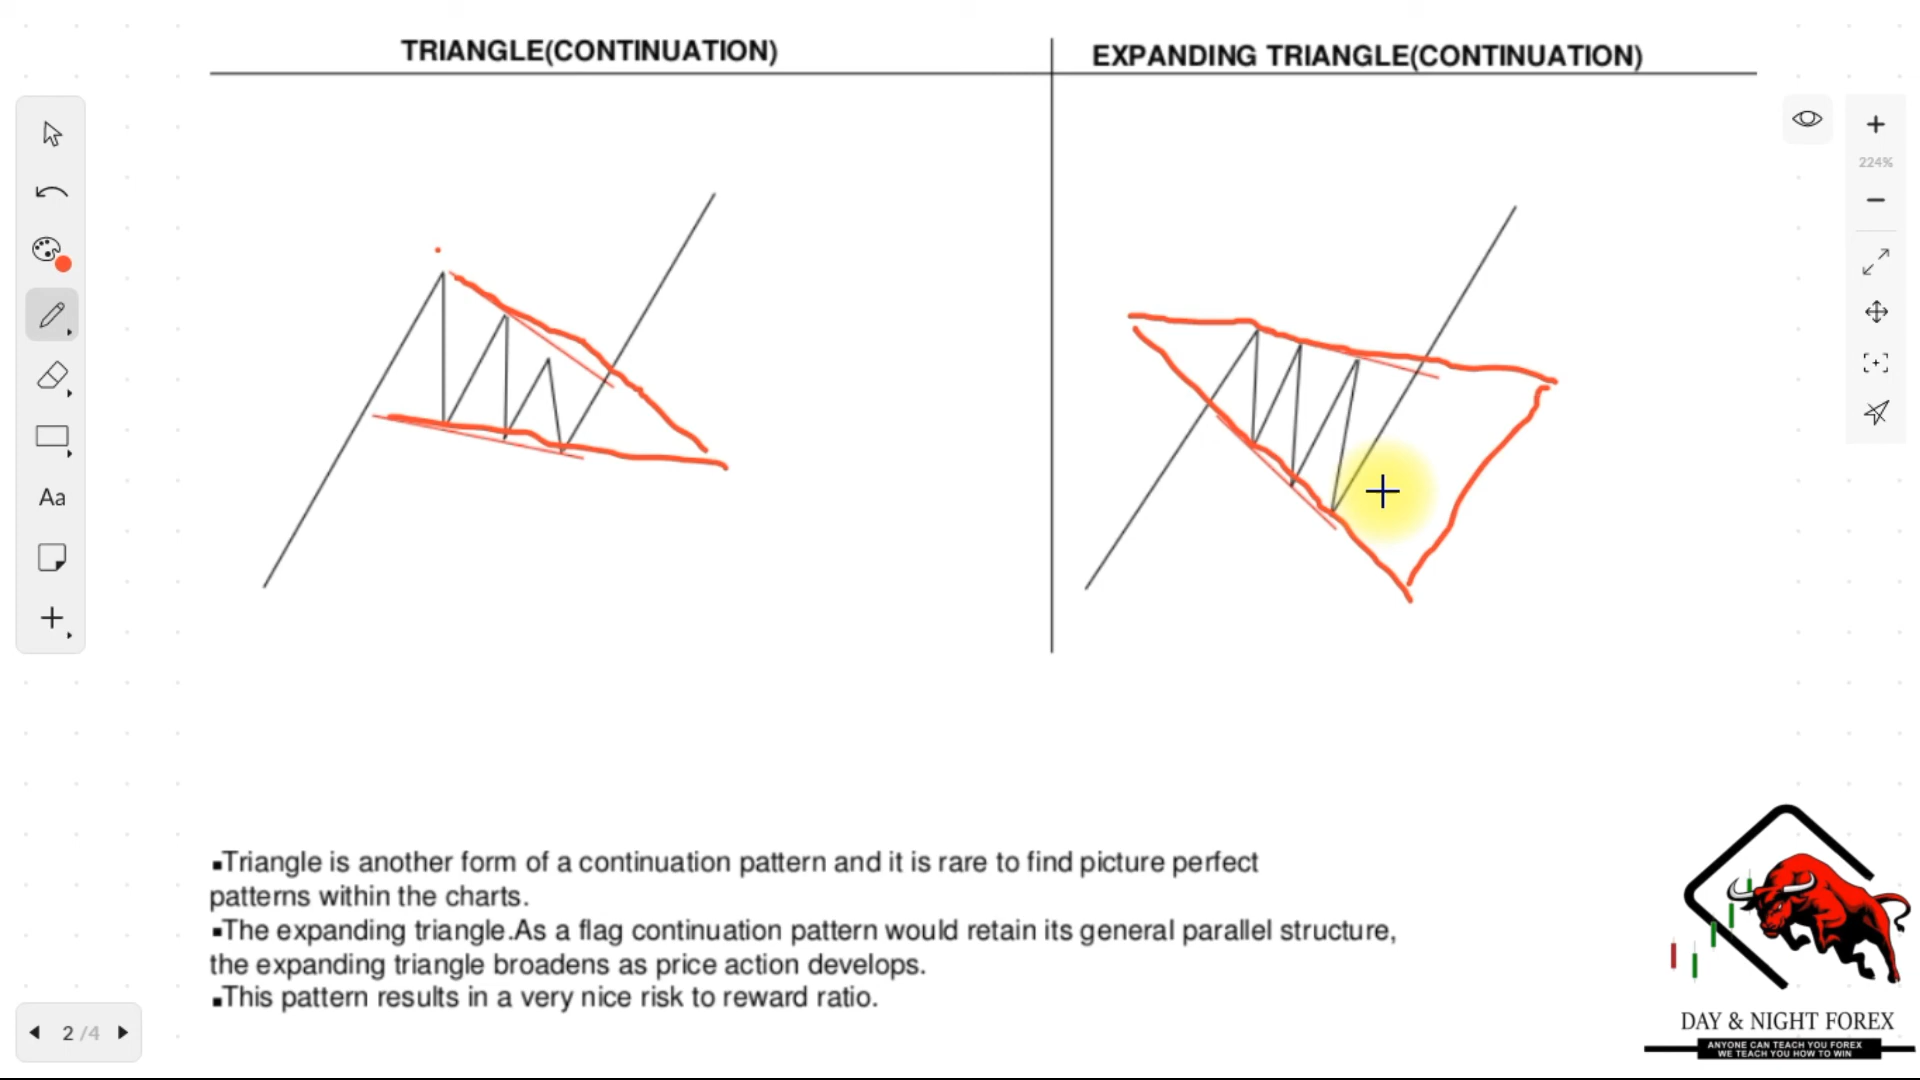 TRIANGLE(CONTINUATION)
EXPANDING TRIANGLE(CONTINUATION)
224%
Aa
▪Triangle is another form of a continuation pattern and it is rare to find picture perfect
patterns within the charts.
▪The expanding triangle.As a flag continuation pattern would retain its general parallel structure,
the expanding triangle broadens as price action develops.
▪This pattern results in a very nice risk to reward ratio.
2 /4
DAY & NIGHT FOREX
ANYONE CAN TEACH YOU FOREX
WE TEACH YOU HOW TO WIN